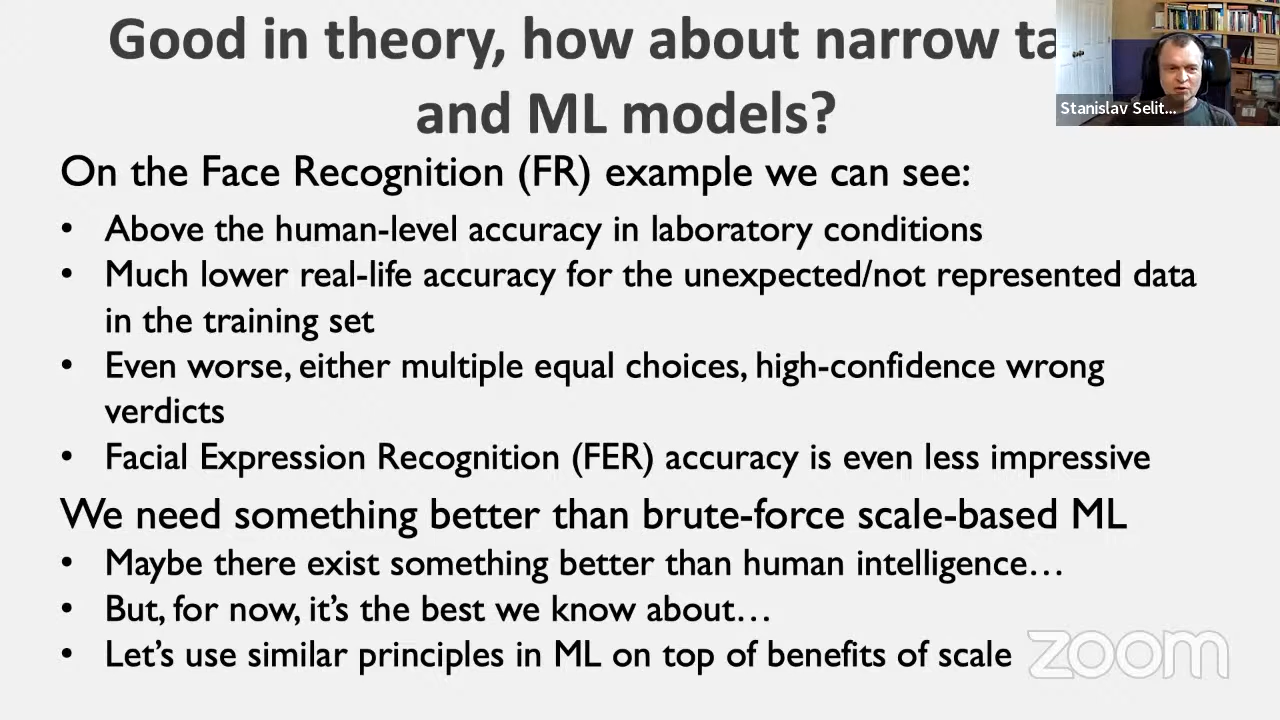 Good in theory, how about narrow ta
and ML models?
Stanislav Selit...
On the Face Recognition (FR) example we can see:
• Above the human-level accuracy in laboratory conditions
• Much lower real-life accuracy for the unexpected/not represented data
in the training set
• Even worse, either multiple equal choices, high-confidence wrong
verdicts
• Facial Expression Recognition (FER) accuracy is even less impressive
We need something better than brute-force scale-based ML
• Maybe there exist something better than human intelligence…
• But, for now, it's the best we know about…
• Let's use similar principles in ML on top of benefits of scale
zoom